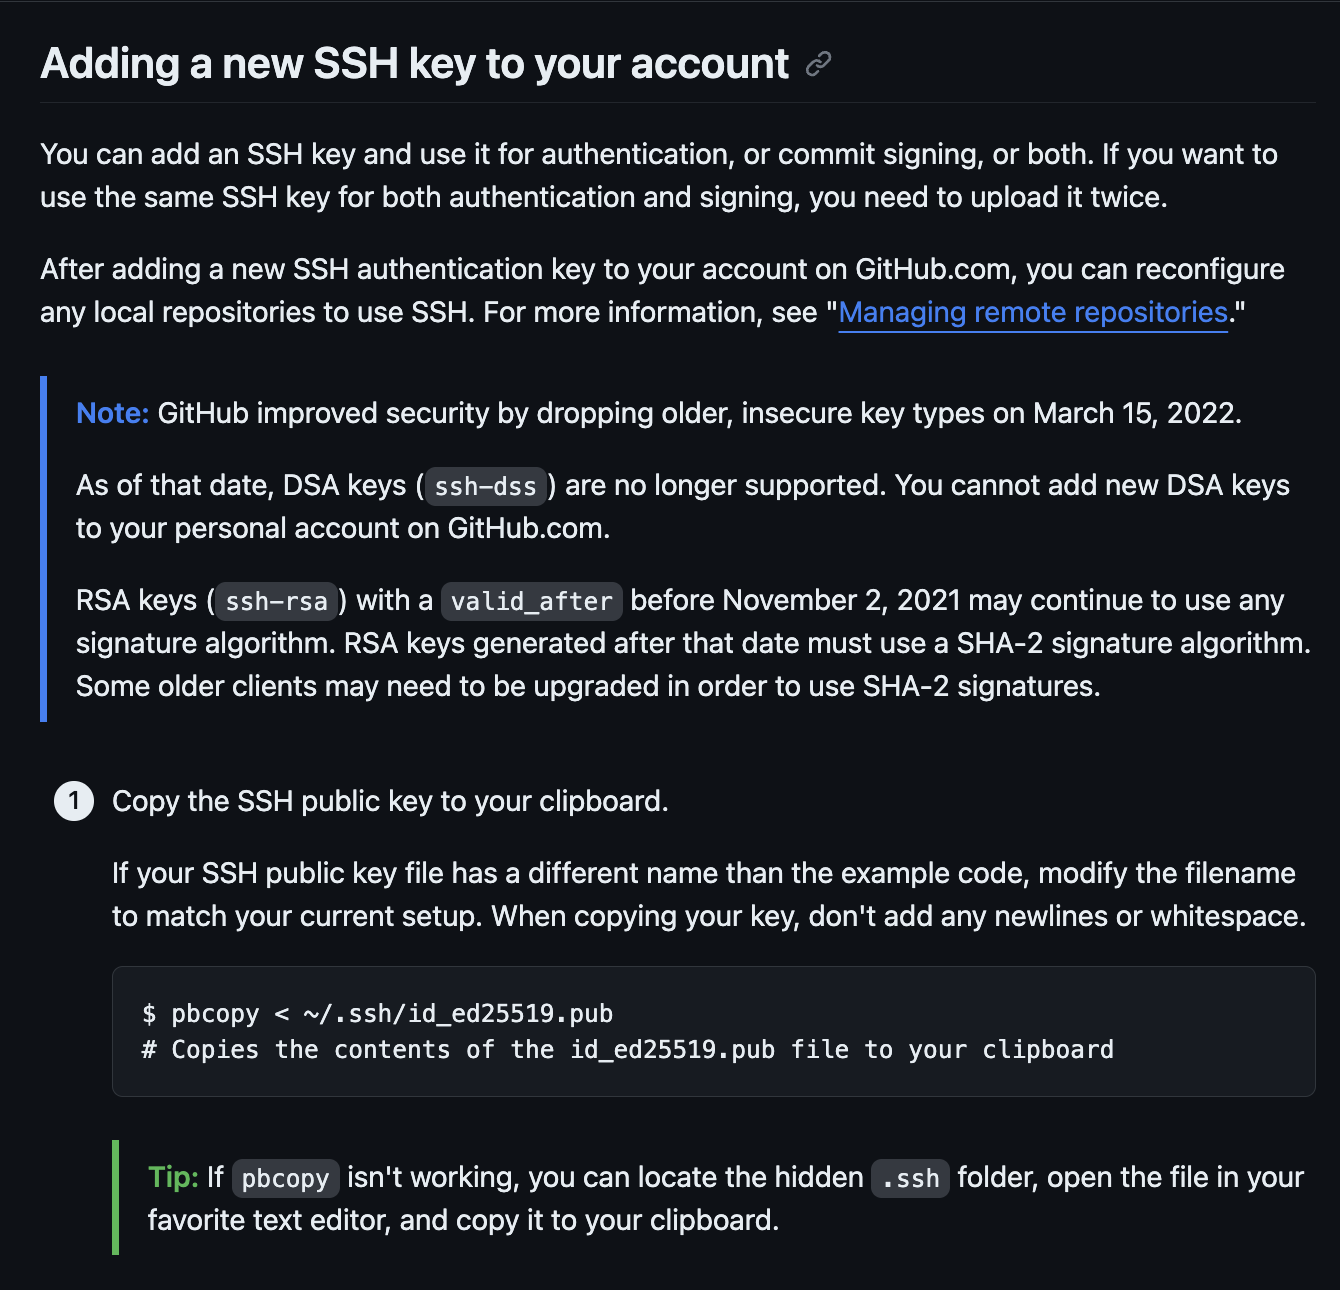 Adding a new SSH key to your account
You can add an SSH key and use it for authentication, or commit signing, or both. If you want to
use the same SSH key for both authentication and signing, you need to upload it twice.
After adding a new SSH authentication key to your account on GitHub.com, you can reconfigure
any local repositories to use SSH. For more information, see "Managing remote repositories."
Note: GitHub improved security by dropping older, insecure key types on March 15, 2022.
As of that date, DSA keys (ssh-dss) are no longer supported. You cannot add new DSA keys
to your personal account on GitHub.com.
RSA keys (ssh-rsa) with a valid_after before November 2, 2021 may continue to use any
signature algorithm. RSA keys generated after that date must use a SHA-2 signature algorithm.
Some older clients may need to be upgraded in order to use SHA-2 signatures.
1 Copy the SSH public key to your clipboard.
If your SSH public key file has a different name than the example code, modify the filename
to match your current setup. When copying your key, don't add any newlines or whitespace.
$ pbcopy < ~/.ssh/id_ed25519.pub
# Copies the contents of the id_ed25519.pub file to your clipboard
Tip: If pbcopy isn't working, you can locate the hidden .ssh folder, open the file in your
favorite text editor, and copy it to your clipboard.